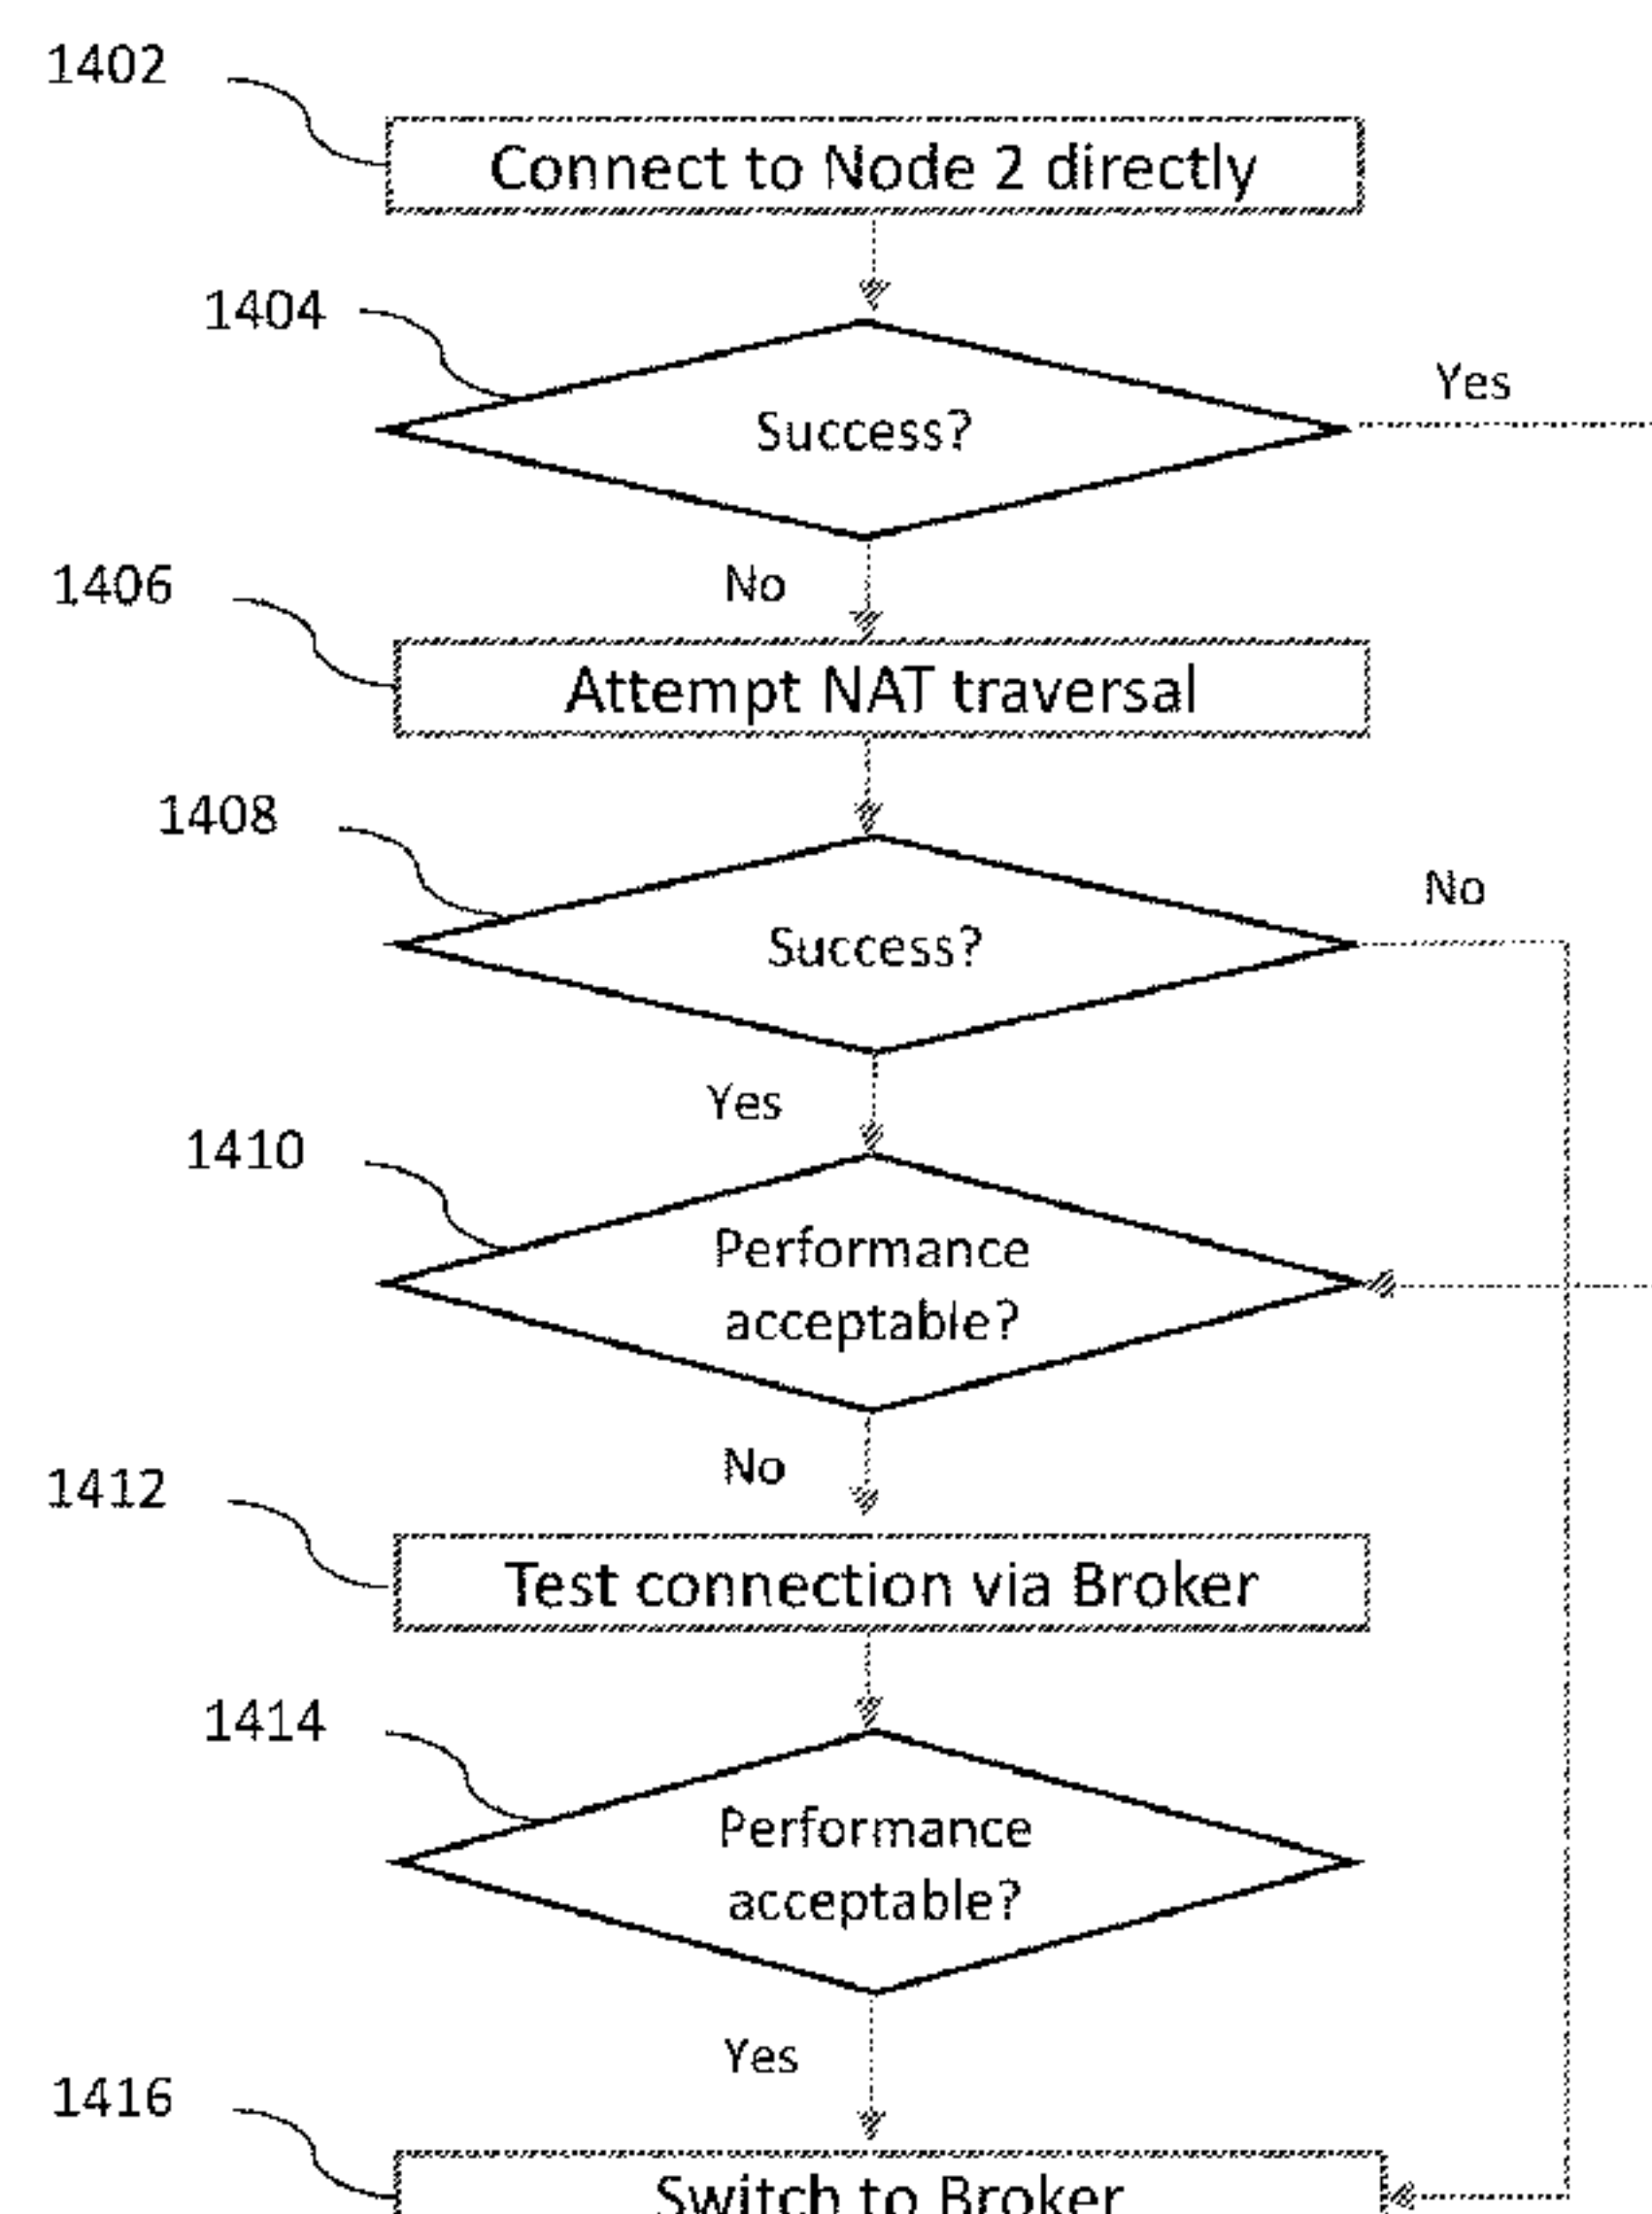 1402
Connect to Node 2 directly
1404
Success?
Yes
No
1406
Attempt NAT traversal
1408
Success?
No
Yes
1410
Performance
acceptable?
No
1412
Test connection via Broker
1414
Performance
acceptable?
Yes
1416
Switch to Broker